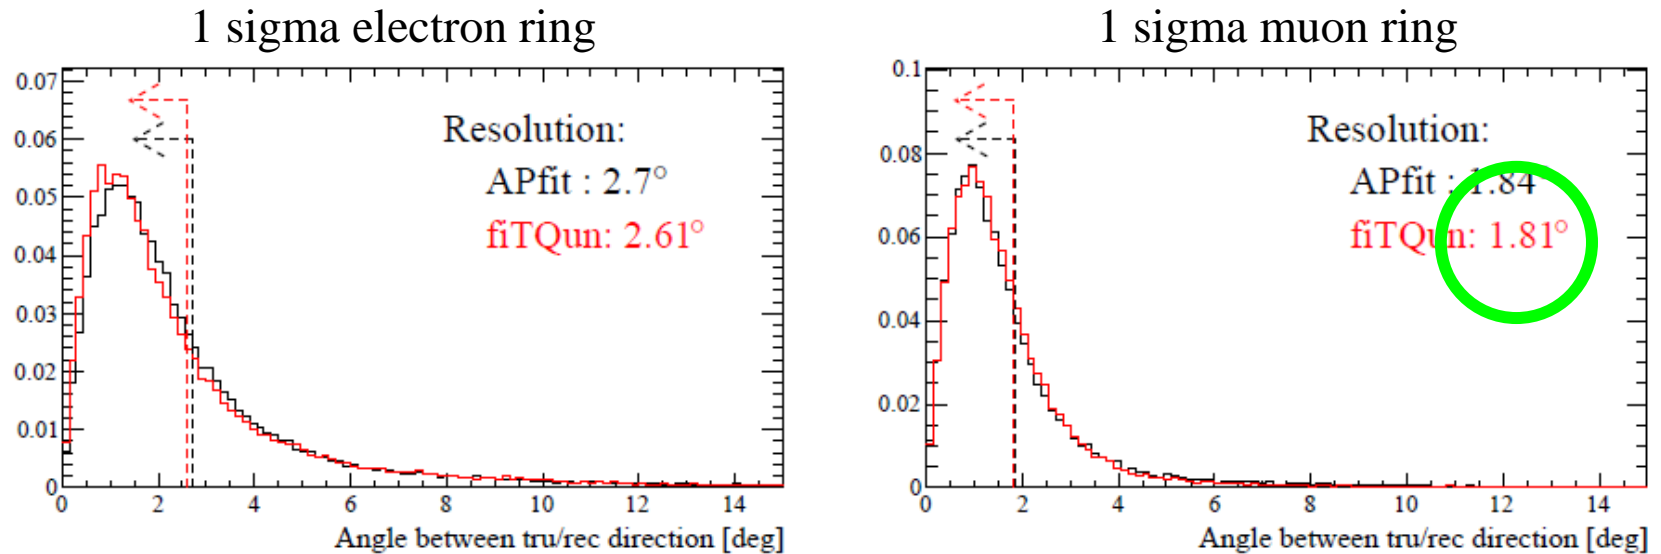 1 sigma electron ring
0.07
0.06
0.05
0.04
0.03
0.02
0.01
0
0 2 4 6 8 10 12 14
Resolution:
APfit : 2.7°
fiTQun: 2.61°
Angle between tru/rec direction [deg]
1 sigma muon ring
0.1
0.08
0.06
0.04
0.02
0
0 2 4 6 8 10 12 14
Resolution:
APfit : 1.84
fiTQun: 1.81°
Angle between tru/rec direction [deg]